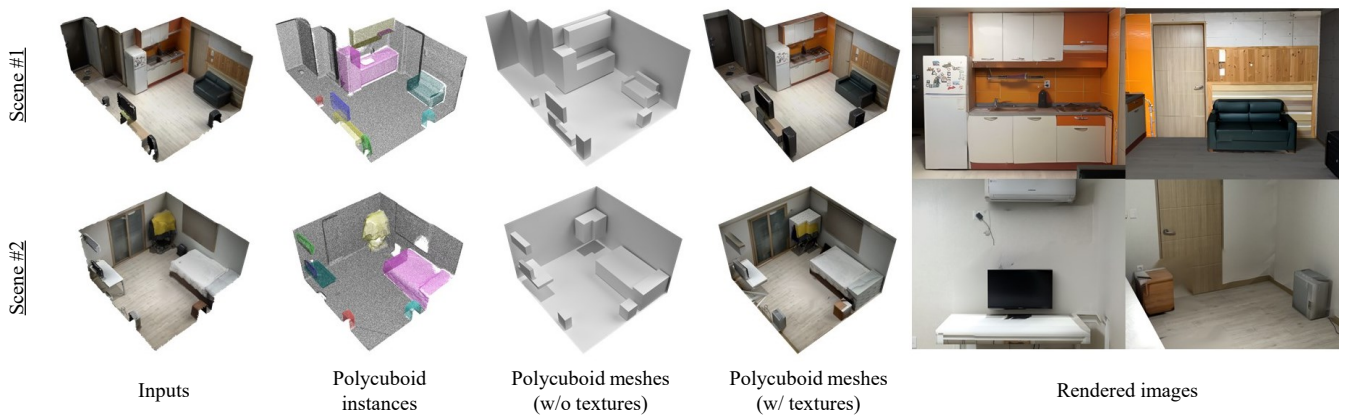 Scene #1
Scene #2
Inputs
Polycuboid
instances
Polycuboid meshes
(w/o textures)
Polycuboid meshes
(w/ textures)
Rendered images